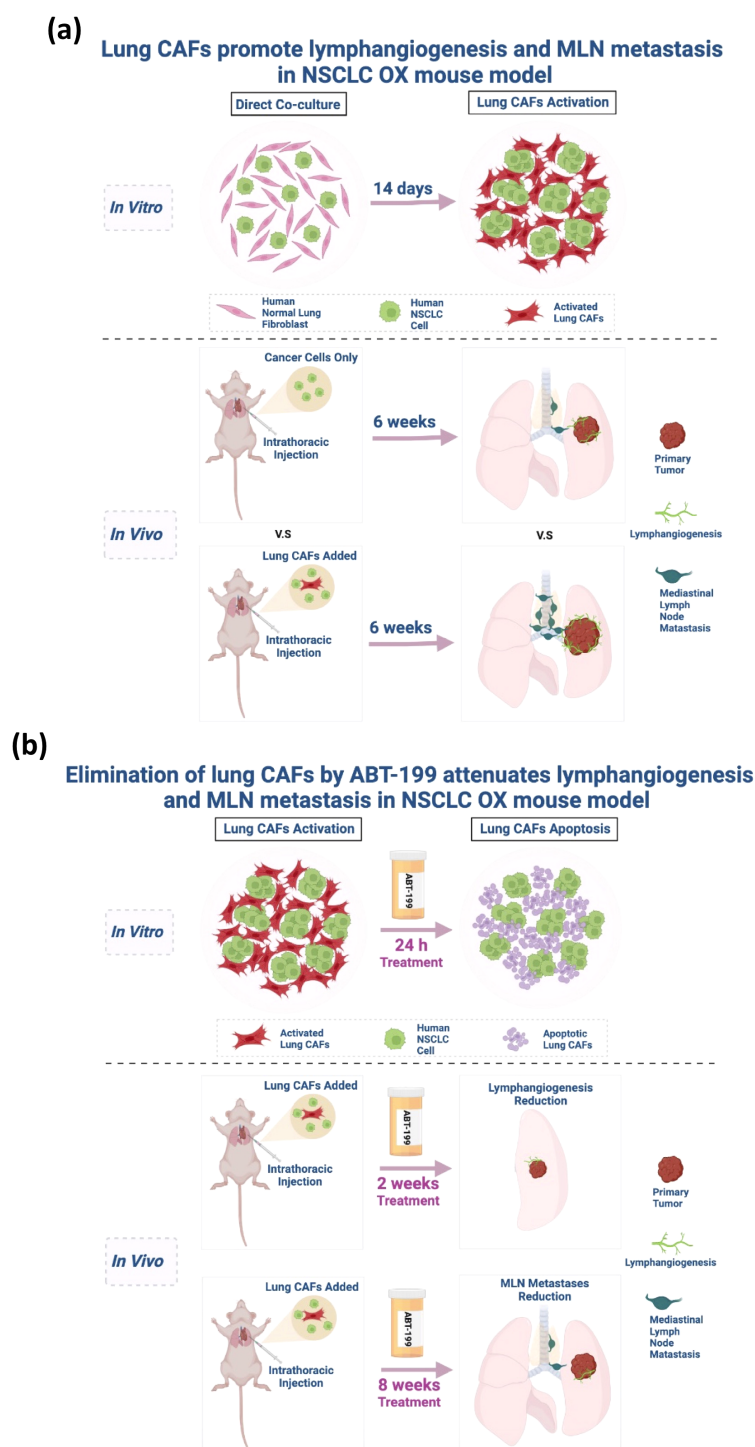 (a)
Lung CAFs promote lymphangiogenesis and MLN metastasis
in NSCLC OX mouse model
Direct Co-culture
Lung CAFs Activation
In Vitro
14 days
Human
Normal Lung
Fibroblast
Human
NSCLC
Cell
Activated
Lung CAFs
Cancer Cells Only
Intrathoracic
Injection
6 weeks
Primary
Tumor
In Vivo
V.S
V.S
Lymphangiogenesis
Lung CAFs Added
Intrathoracic
Injection
6 weeks
Mediastinal
Lymph
Node
Matastasis
(b)
Elimination of lung CAFs by ABT-199 attenuates lymphangiogenesis
and MLN metastasis in NSCLC OX mouse model
Lung CAFs Activation
Lung CAFs Apoptosis
In Vitro
ABT-199
24 h
Treatment
Activated
Lung CAFs
Human
NSCLC
Cell
Apoptotic
Lung CAFs
Lung CAFs Added
Intrathoracic
Injection
ABT-199
2 weeks
Treatment
Lymphangiogenesis
Reduction
Primary
Tumor
In Vivo
Lymphangiogenesis
Lung CAFs Added
Intrathoracic
Injection
ABT-199
8 weeks
Treatment
MLN Metastases
Reduction
Mediastinal
Lymph
Node
Matastasis